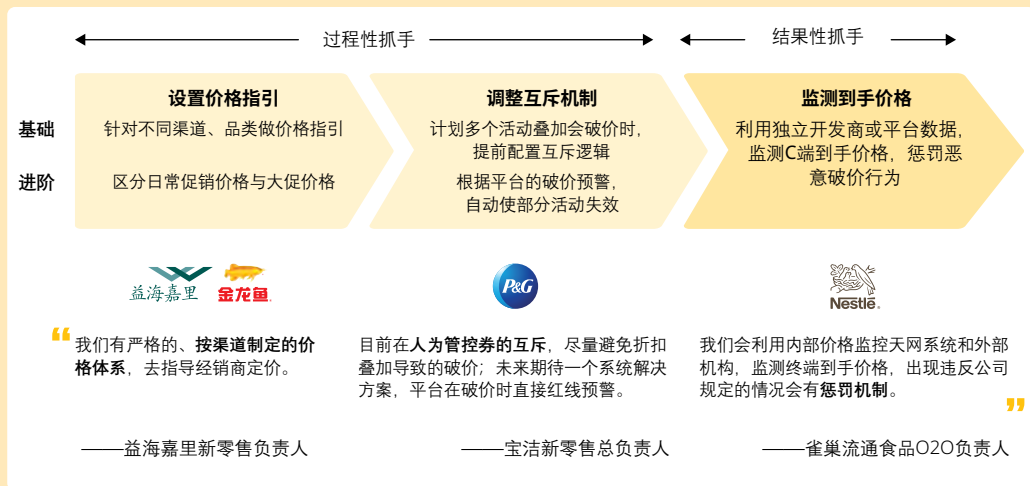 过程性抓手
结果性抓手
设置价格指引
调整互斥机制
监测到手价格
基础
针对不同渠道、品类做价格指引
计划多个活动叠加会破价时,
提前配置互斥逻辑
利用独立开发商或平台数据,
监测C端到手价格,惩罚恶
意破价行为
进阶
区分日常促销价格与大促价格
根据平台的破价预警,
自动使部分活动失效
益海嘉里
金龙鱼
P&G
Nestlé
“
我们有严格的、按渠道制定的价
格体系,去指导经销商定价。
目前在人为管控券的互斥,尽量避免折扣
叠加导致的破价;未来期待一个系统解决
方案,平台在破价时直接红线预警。
我们会利用内部价格监控天网系统和外部
机构,监测终端到手价格,出现违反公司
规定的情况会有惩罚机制。
”
——益海嘉里新零售负责人
——宝洁新零售总负责人
——雀巢流通食品O2O负责人